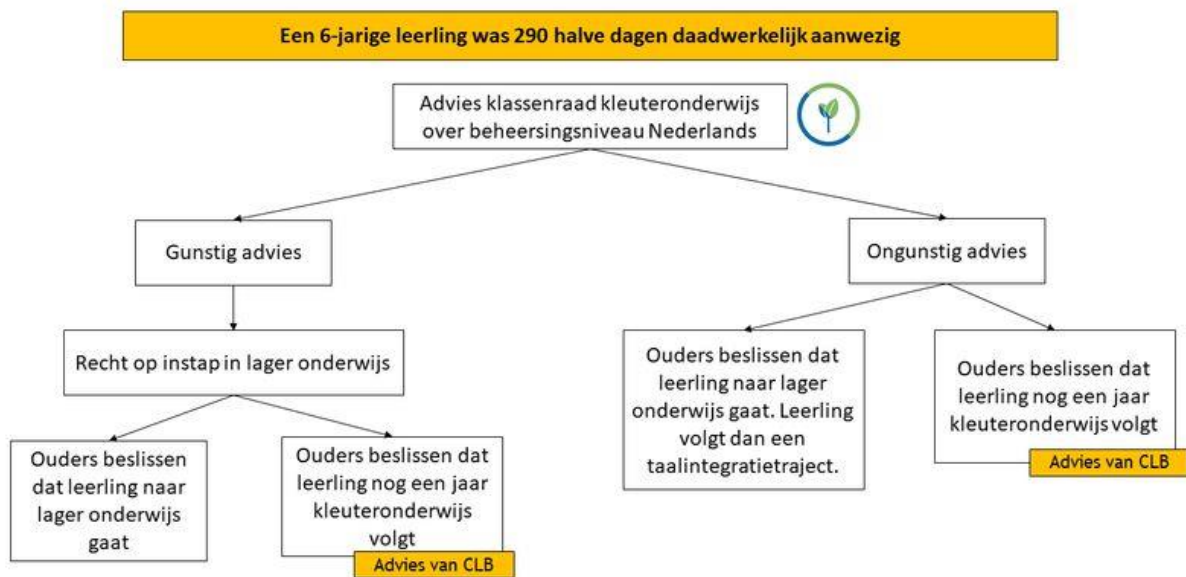 Een 6-jarige leerling was 290 halve dagen daadwerkelijk aanwezig
Advies klassenraad kleuteronderwijs
over beheersingsniveau Nederlands
Gunstig advies
Ongunstig advies
Recht op instap in lager onderwijs
Ouders beslissen
dat leerling naar
lager onderwijs
gaat
Ouders beslissen dat
leerling nog een jaar
kleuteronderwijs
volgt
Advies van CLB
Ouders beslissen dat
leerling naar lager
onderwijs gaat. Leerling
volgt dan een
taalintegratietraject.
Ouders beslissen dat
leerling nog een jaar
kleuteronderwijs volgt
Advies van CLB